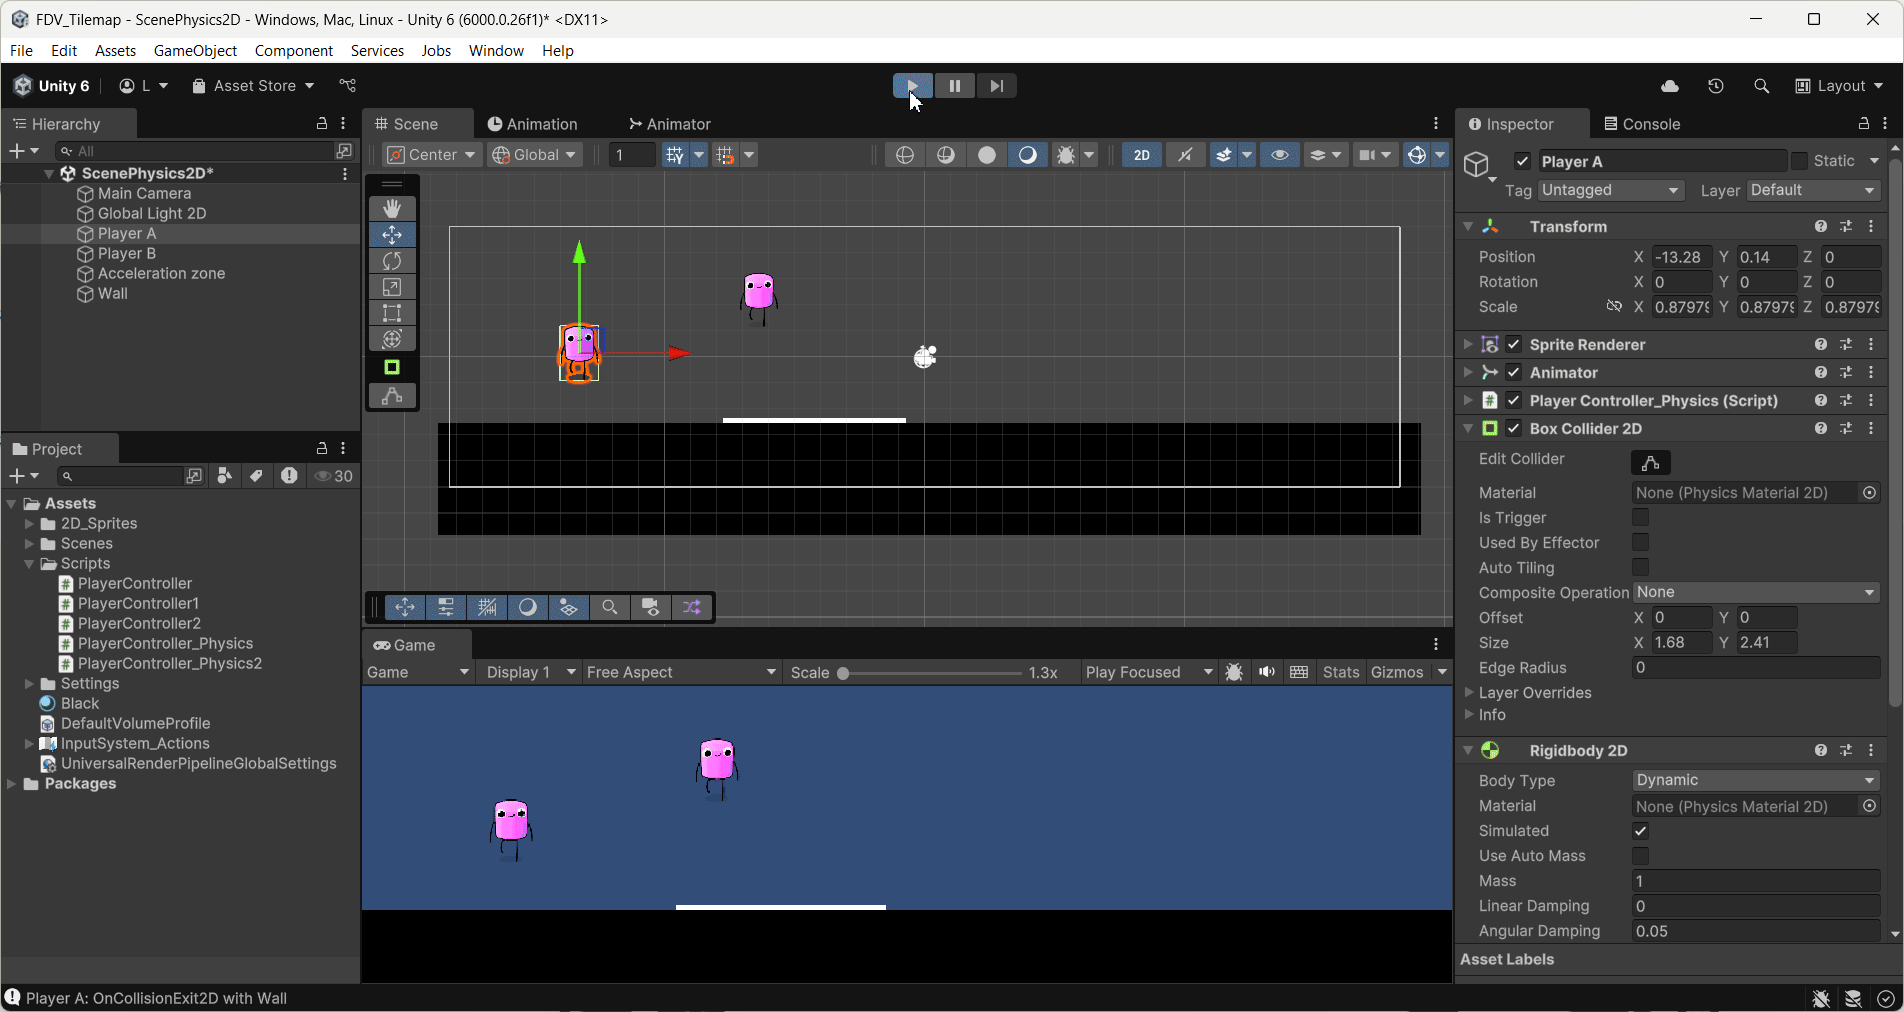 FDV_Tilemap - ScenePhysics2D - Windows, Mac, Linux - Unity 6 (6000.0.26f1)* <DX11>
File Edit Assets GameObject Component Services Jobs Window Help
Unity 6 L Asset Store Layout
Hierarchy
All
ScenePhysics2D*
Main Camera
Global Light 2D
Player A
Player B
Acceleration zone
Wall
Project
30
Assets
2D_Sprites
Scenes
Scripts
PlayerController
PlayerController1
PlayerController2
PlayerController_Physics
PlayerController_Physics2
Settings
Black
DefaultVolumeProfile
InputSystem_Actions
UniversalRenderPipelineGlobalSettings
Packages
Scene Animation Animator
Center Global 1 2D
Game
Game Display 1 Free Aspect Scale 1.3x Play Focused Stats Gizmos
Inspector Console
Player A Static
Tag Untagged Layer Default
Transform
Position X -13.28 Y 0.14 Z 0
Rotation X 0 Y 0 Z 0
Scale X 0.8797 Y 0.8797 Z 0.8797
Sprite Renderer
Animator
Player Controller_Physics (Script)
Box Collider 2D
Edit Collider
Material None (Physics Material 2D)
Is Trigger
Used By Effector
Auto Tiling
Composite Operation None
Offset X 0 Y 0
Size X 1.68 Y 2.41
Edge Radius 0
Layer Overrides
Info
Rigidbody 2D
Body Type Dynamic
Material None (Physics Material 2D)
Simulated
Use Auto Mass
Mass 1
Linear Damping 0
Angular Damping 0.05
Asset Labels
Player A: OnCollisionExit2D with Wall